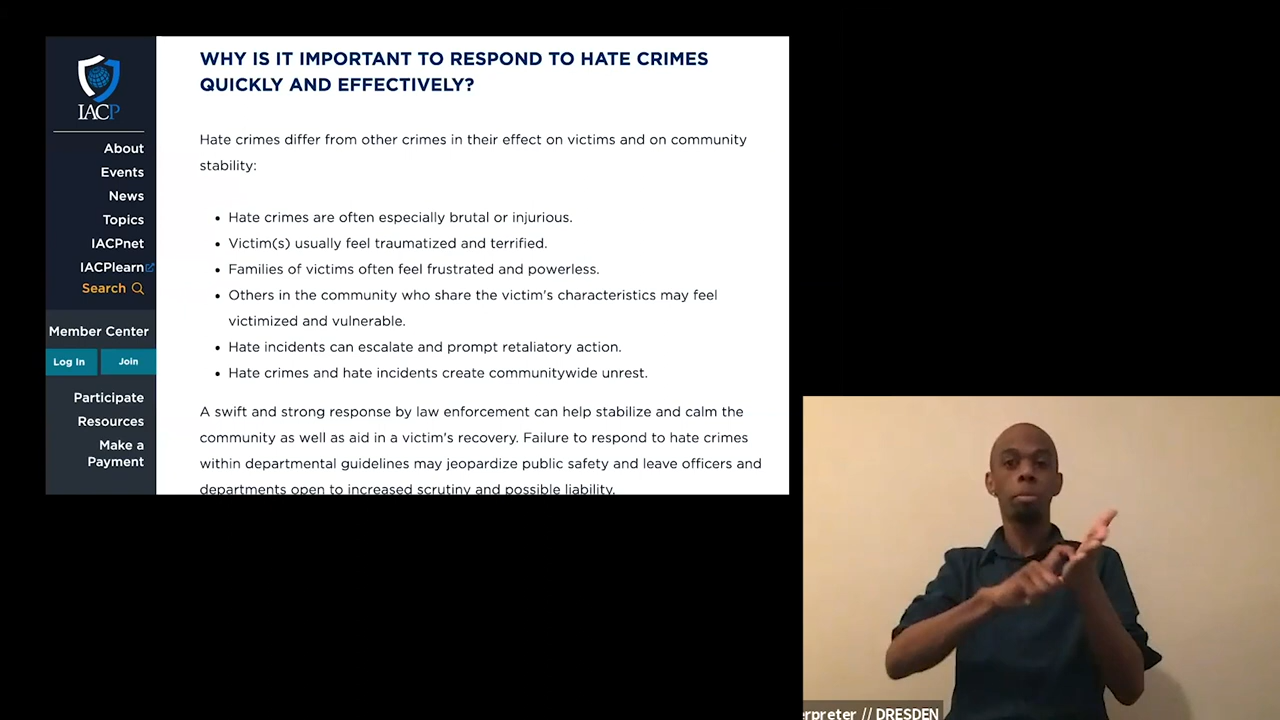 IACP
About
Events
News
Topics
IACPnet
IACPlearn
Search
Member Center
Log In
Join
Participate
Resources
Make a
Payment
WHY IS IT IMPORTANT TO RESPOND TO HATE CRIMES
QUICKLY AND EFFECTIVELY?
Hate crimes differ from other crimes in their effect on victims and on community
stability:
• Hate crimes are often especially brutal or injurious.
• Victim(s) usually feel traumatized and terrified.
• Families of victims often feel frustrated and powerless.
• Others in the community who share the victim's characteristics may feel
victimized and vulnerable.
• Hate incidents can escalate and prompt retaliatory action.
• Hate crimes and hate incidents create communitywide unrest.
A swift and strong response by law enforcement can help stabilize and calm the
community as well as aid in a victim's recovery. Failure to respond to hate crimes
within departmental guidelines may jeopardize public safety and leave officers and
departments open to increased scrutiny and possible liability.
erpreter // DRESDEN